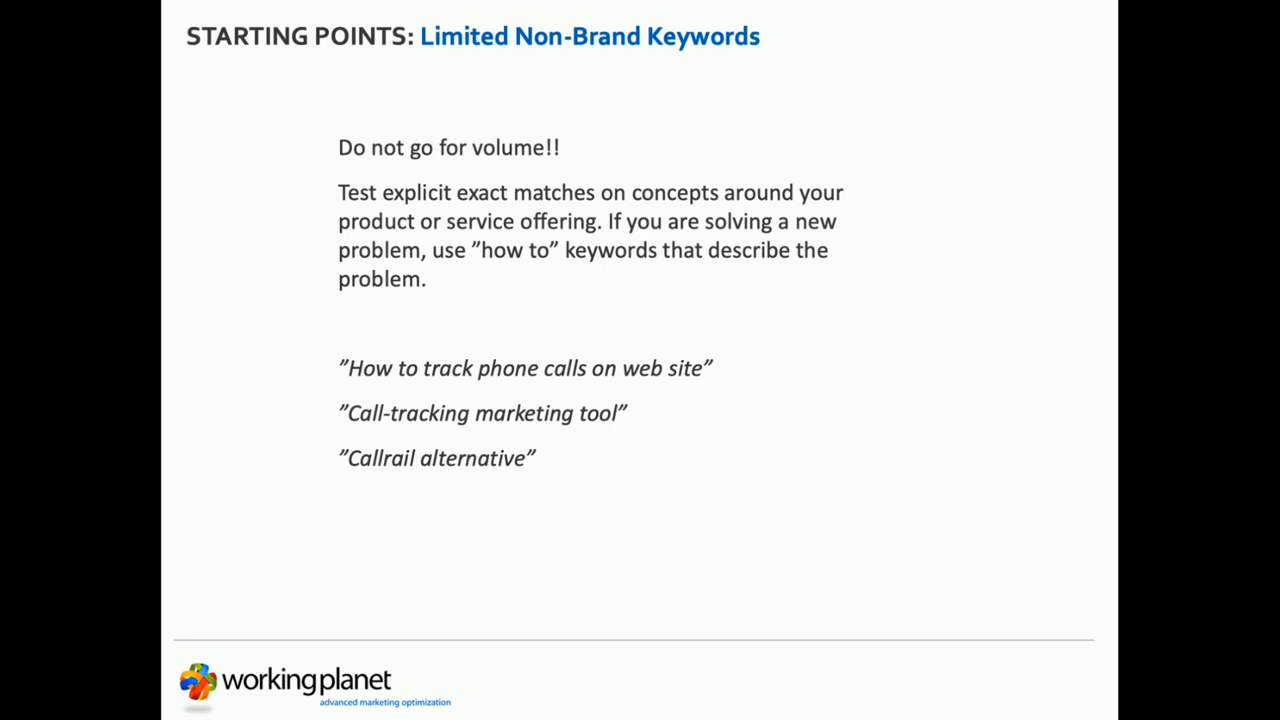 STARTING POINTS: Limited Non-Brand Keywords
Do not go for volume!!
Test explicit exact matches on concepts around your
product or service offering. If you are solving a new
problem, use ”how to” keywords that describe the
problem.
”How to track phone calls on web site”
”Call-tracking marketing tool”
”Callrail alternative”
workingplanet
advanced marketing optimization